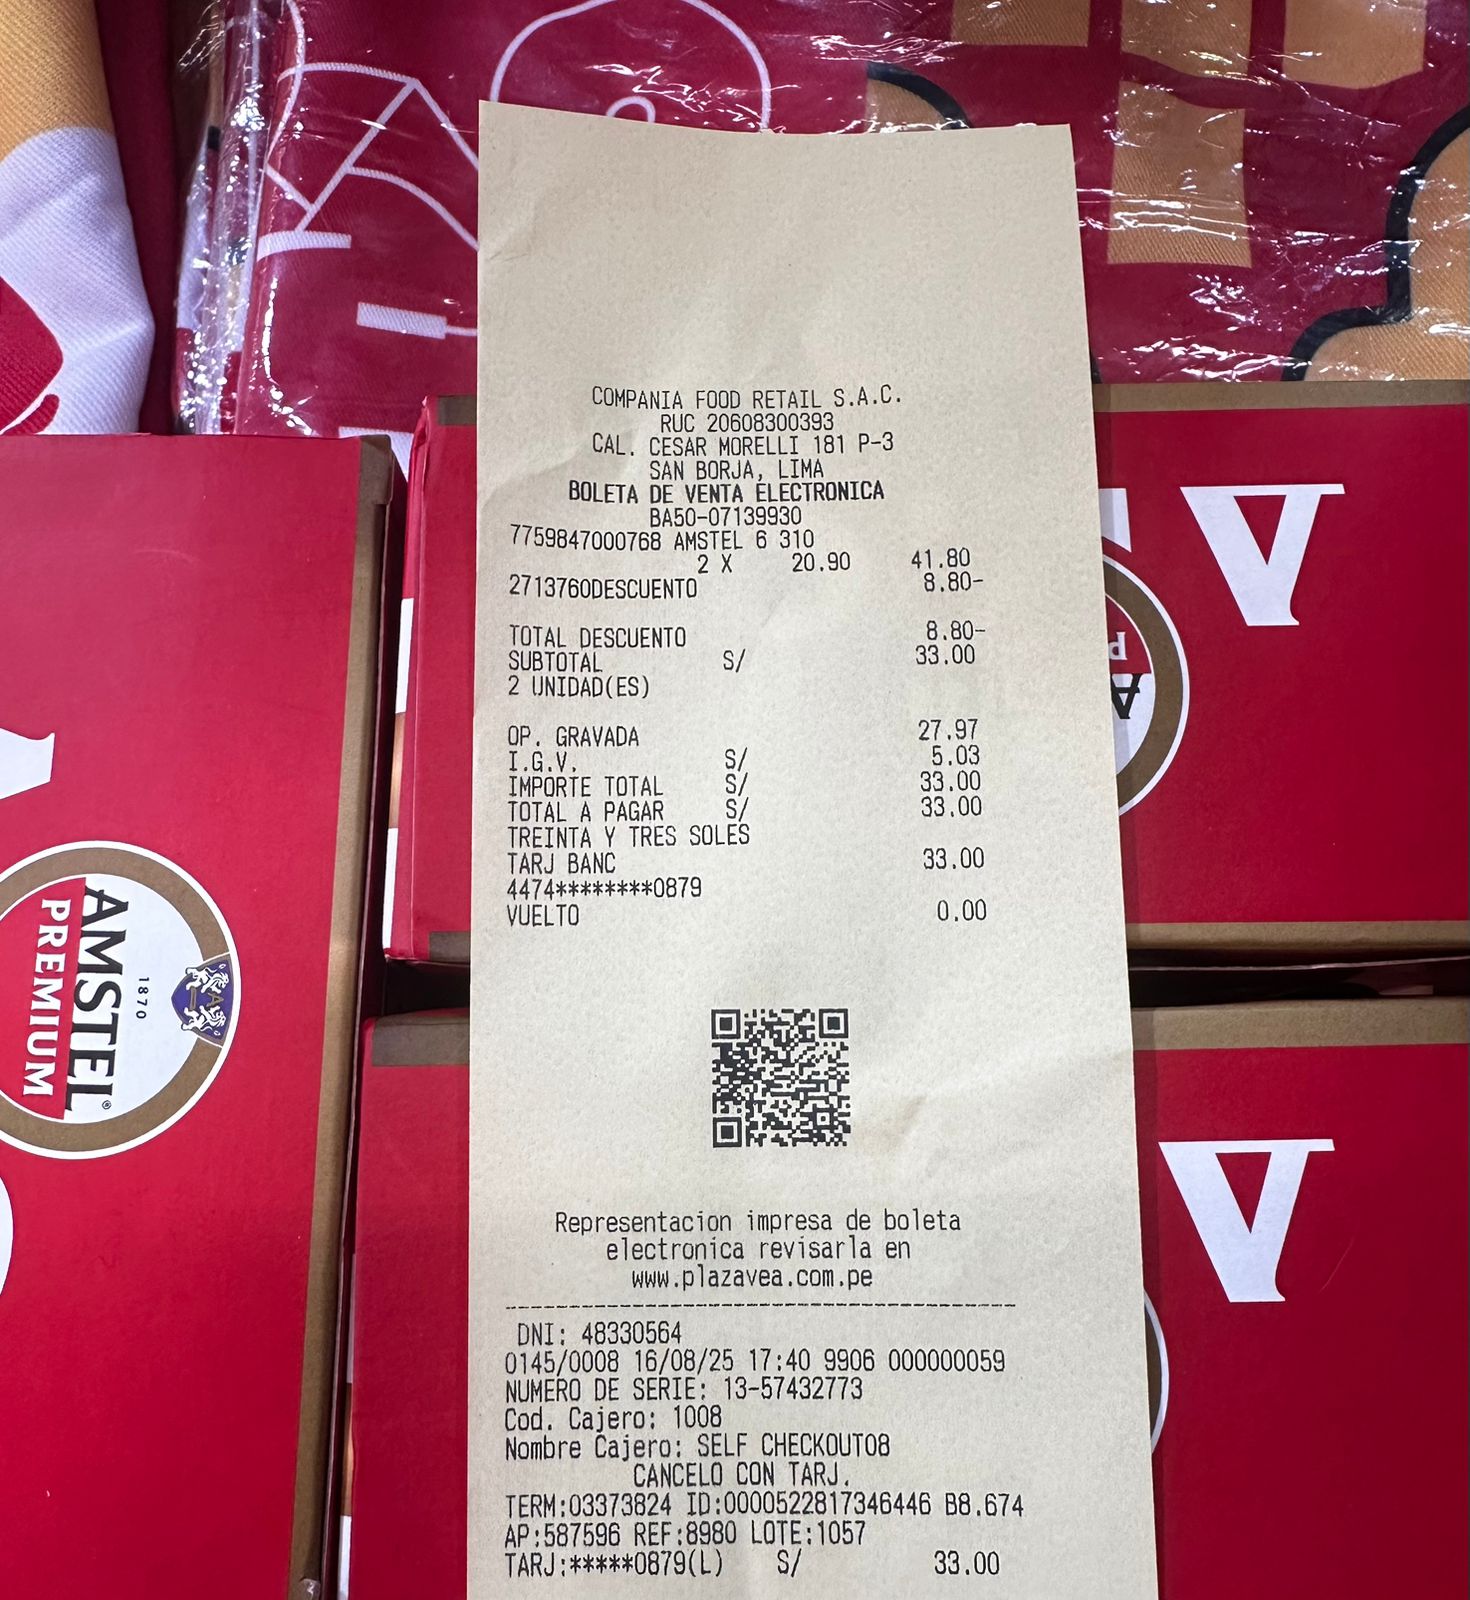 COMPANIA FOOD RETAIL S.A.C.
RUC 20608300393
CAL. CESAR MORELLI 181 P-3
SAN BORJA, LIMA
BOLETA DE VENTA ELECTRONICA
BA50-07139930
7759847000768 AMSTEL 6 310
2 X 20.90 41.80
2713760DESCUENTO 8.80-
TOTAL DESCUENTO 8.80-
SUBTOTAL S/ 33.00
2 UNIDAD(ES)
OP. GRAVADA 27.97
I.G.V. S/ 5.03
IMPORTE TOTAL S/ 33.00
TOTAL A PAGAR S/ 33.00
TREINTA Y TRES SOLES
TARJ BANC 33.00
4474********0879
VUELTO 0.00
Representacion impresa de boleta
electronica revisarla en
www.plazavea.com.pe
DNI: 48330564
0145/0008 16/08/25 17:40 9906 000000059
NUMERO DE SERIE: 13-57432773
Cod. Cajero: 1008
Nombre Cajero: SELF CHECKOUT08
CANCELO CON TARJ.
TERM:03373824 ID:0000522817346446 B8.674
AP:587596 REF:8980 LOTE:1057
TARJ:*****0879(L) S/ 33.00
1870
AMSTEL®
PREMIUM
A
A